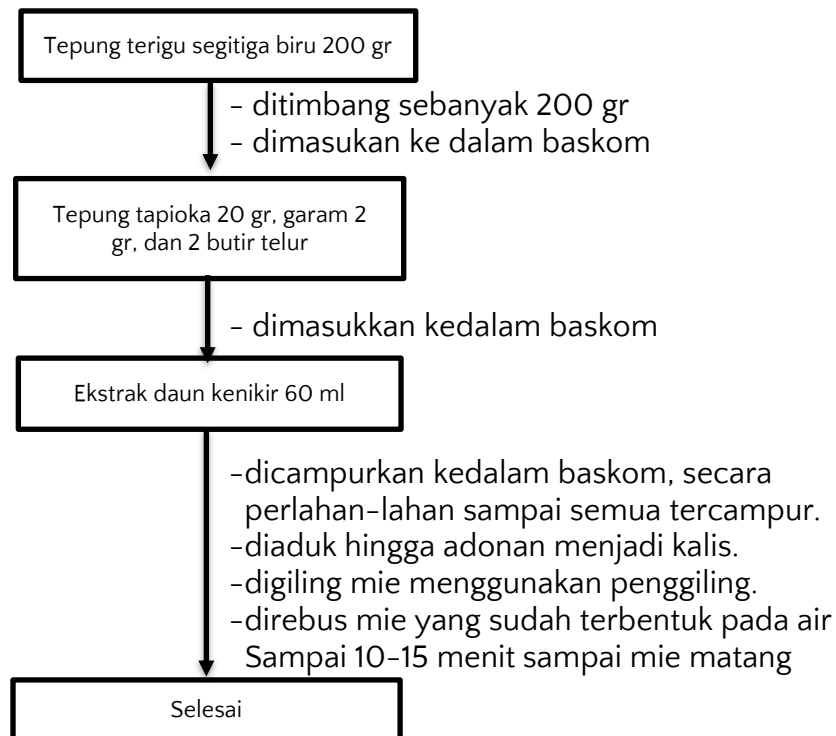 Tepung terigu segitiga biru 200 gr
- ditimbang sebanyak 200 gr
- dimasukan ke dalam baskom
Tepung tapioka 20 gr, garam 2
gr, dan 2 butir telur
- dimasukkan kedalam baskom
Ekstrak daun kenikir 60 ml
-dicampurkan kedalam baskom, secara
perlahan-lahan sampai semua tercampur.
-diaduk hingga adonan menjadi kalis.
-digiling mie menggunakan penggiling.
-direbus mie yang sudah terbentuk pada air
Sampai 10-15 menit sampai mie matang
Selesai